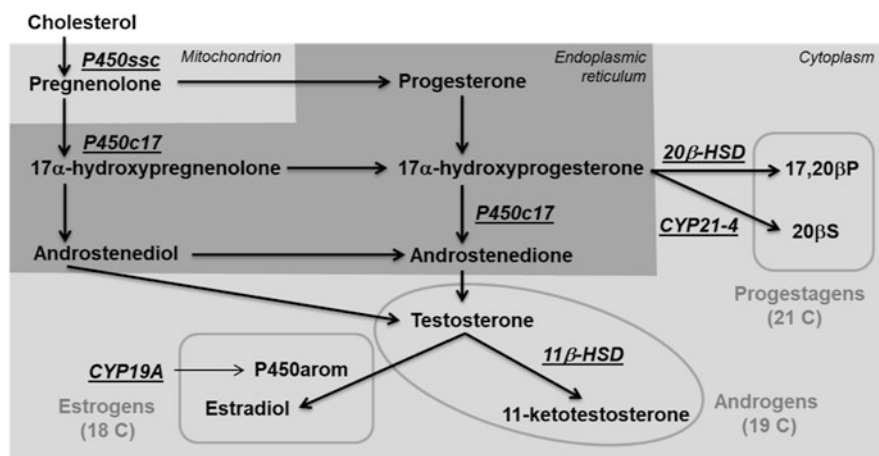 Cholesterol
P450ssc
Mitochondrion
Endoplasmic
reticulum
Cytoplasm
Pregnenolone
Progesterone
P450c17
20β-HSD
17α-hydroxypregnenolone
17α-hydroxyprogesterone
17,20βP
P450c17
CYP21-4
20βS
Androstenediol
Androstenedione
Progestagens
(21 C)
Testosterone
11β-HSD
CYP19A
P450arom
Estrogens
(18 C)
Estradiol
11-ketotestosterone
Androgens
(19 C)